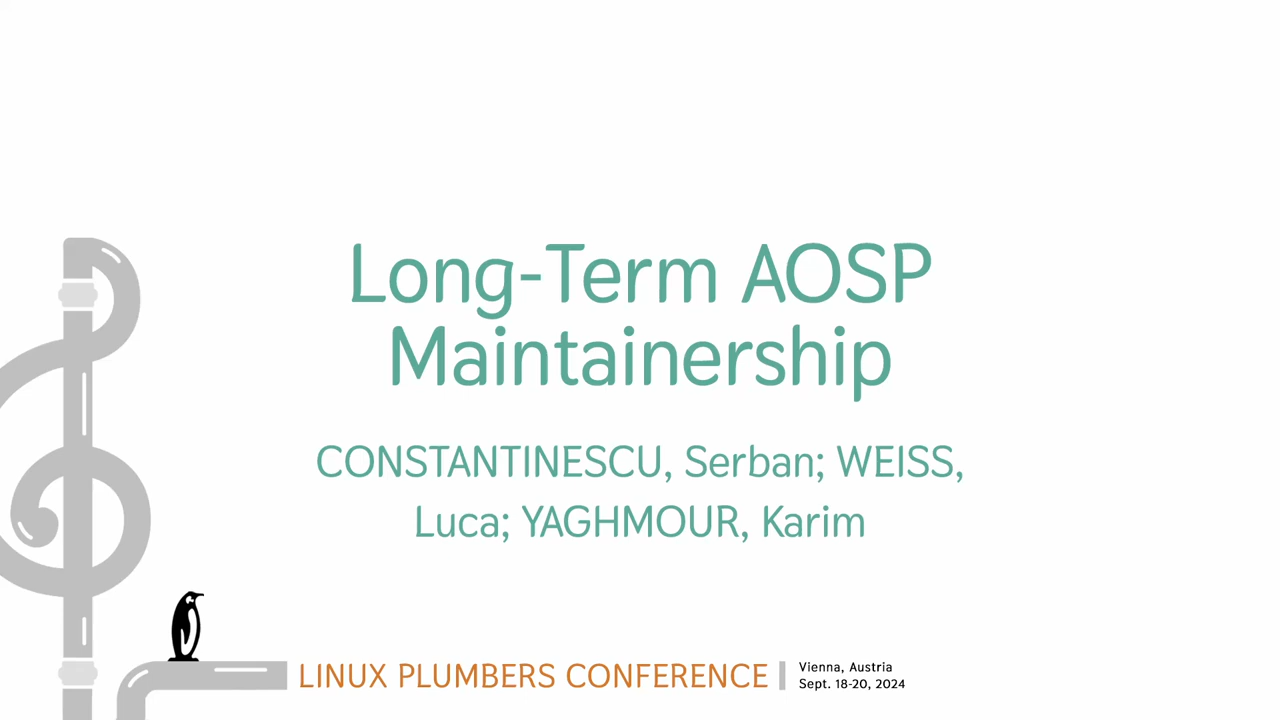 Long-Term AOSP
Maintainership
CONSTANTINESCU, Serban; WEISS,
Luca; YAGHMOUR, Karim
LINUX PLUMBERS CONFERENCE
Vienna, Austria
Sept. 18-20, 2024